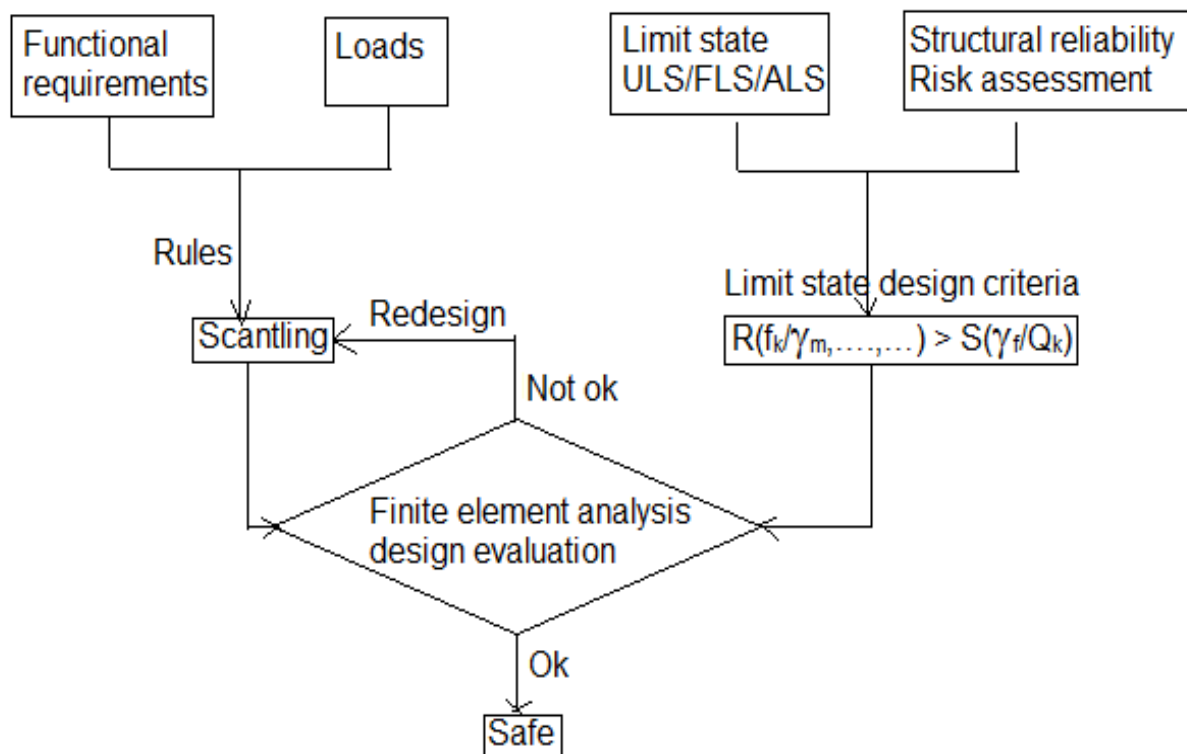 Functional
requirements
Loads
Limit state
ULS/FLS/ALS
Structural reliability
Risk assessment
Rules
Limit state design criteria
Scantling
Redesign
R(fk/γm,....,...) > S(γf/Qk)
Not ok
Finite element analysis
design evaluation
Ok
Safe